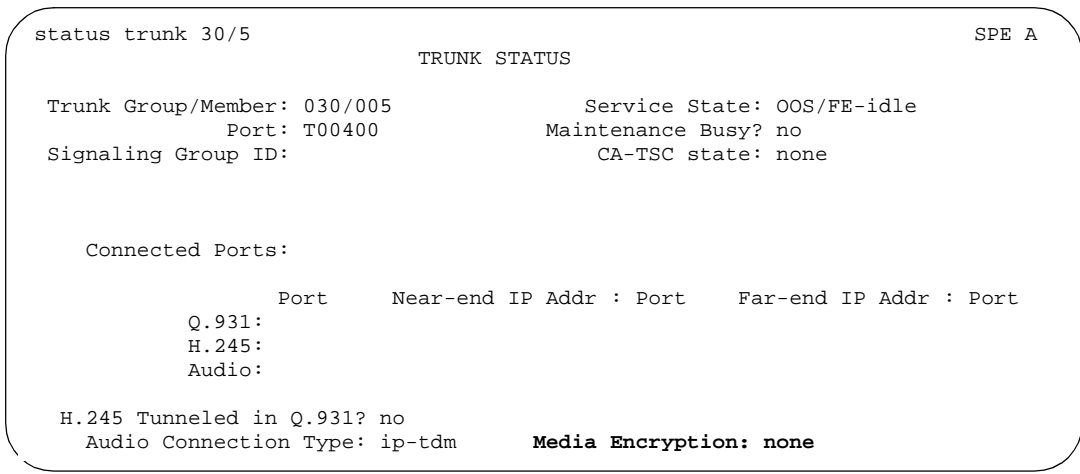 status trunk 30/5 SPE A
TRUNK STATUS
Trunk Group/Member: 030/005 Service State: OOS/FE-idle
Port: T00400 Maintenance Busy? no
Signaling Group ID: CA-TSC state: none
Connected Ports:
Port Near-end IP Addr : Port Far-end IP Addr : Port
Q.931:
H.245:
Audio:
H.245 Tunneled in Q.931? no
Audio Connection Type: ip-tdm Media Encryption: none